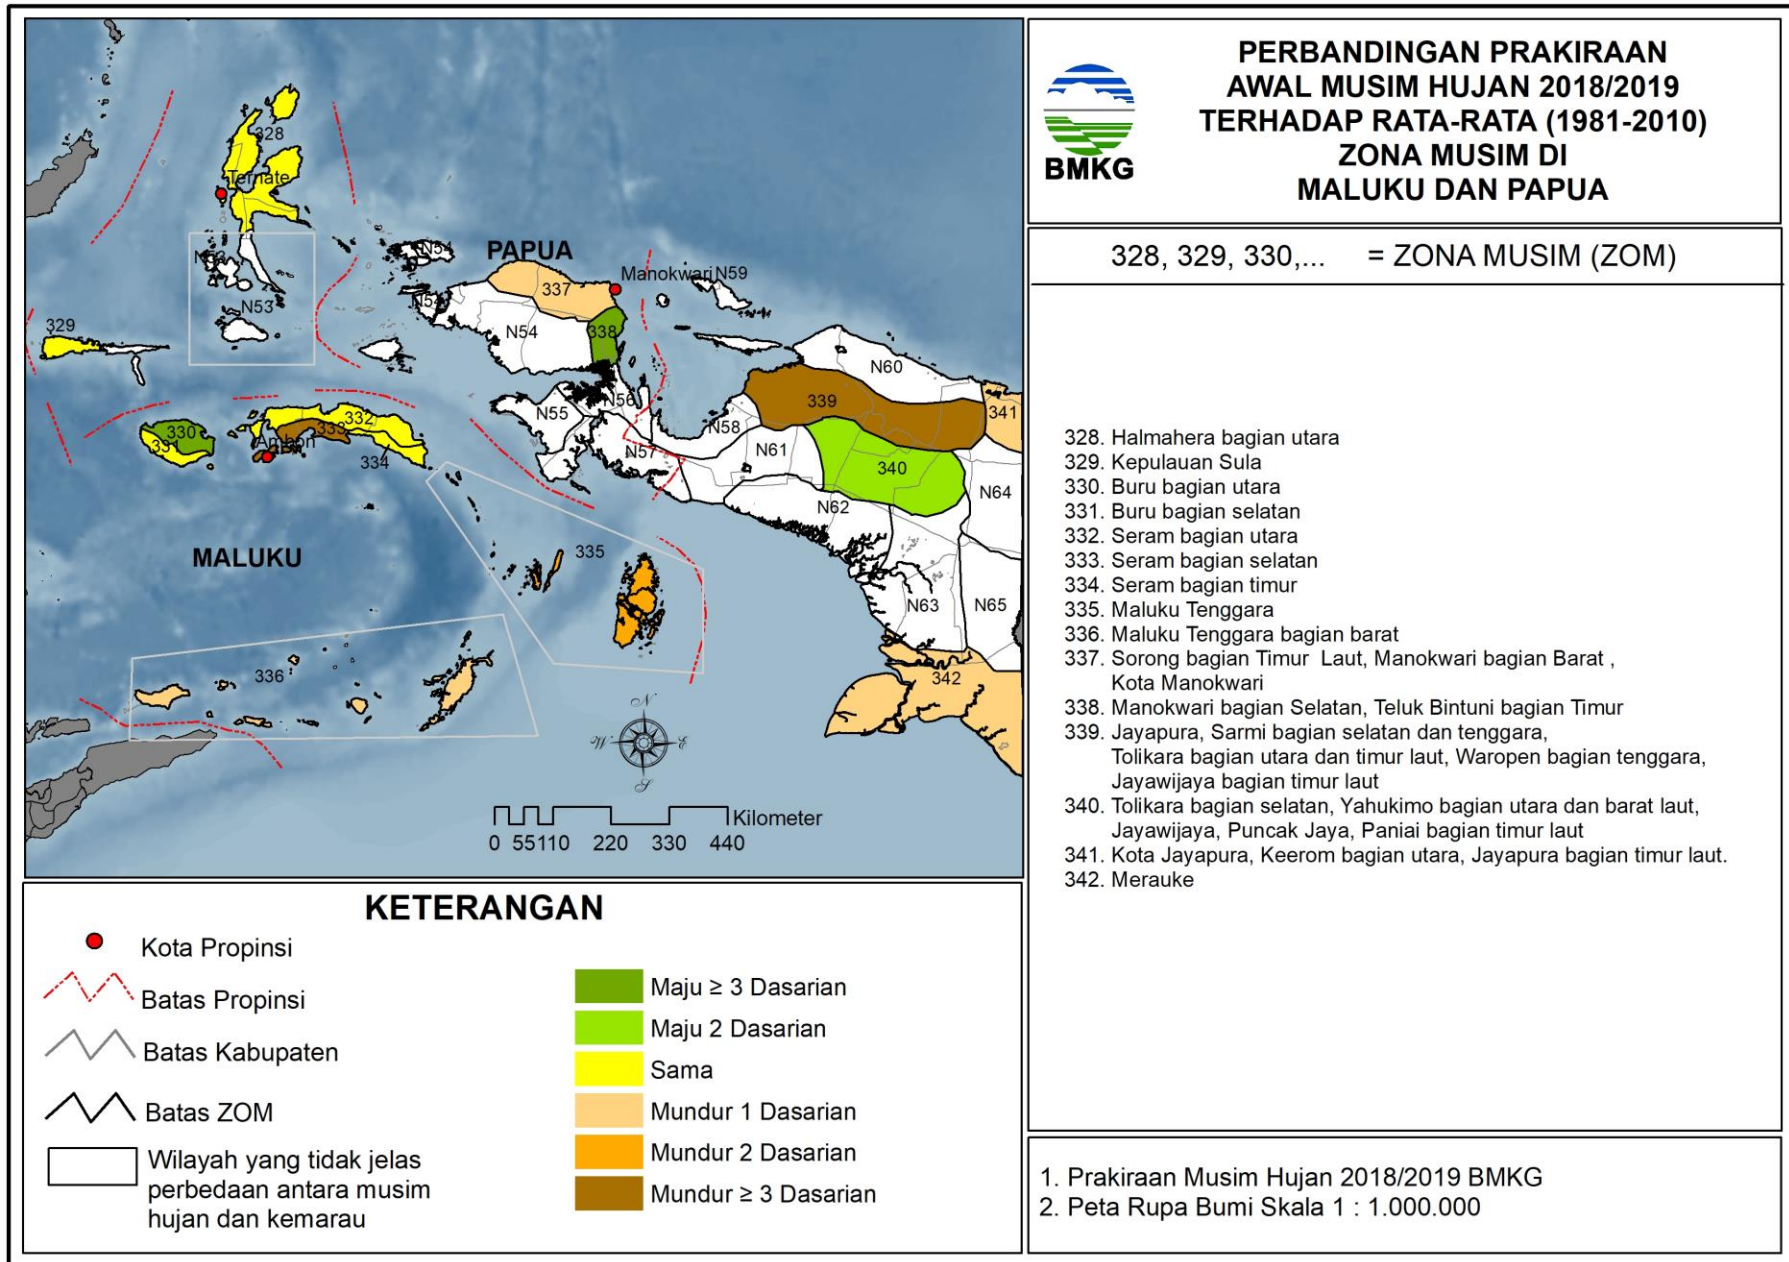 PERBANDINGAN PRAKIRAAN
AWAL MUSIM HUJAN 2018/2019
TERHADAP RATA-RATA (1981-2010)
ZONA MUSIM DI
MALUKU DAN PAPUA
BMKG
328, 329, 330,... = ZONA MUSIM (ZOM)
328. Halmahera bagian utara
329. Kepulauan Sula
330. Buru bagian utara
331. Buru bagian selatan
332. Seram bagian utara
333. Seram bagian selatan
334. Seram bagian timur
335. Maluku Tenggara
336. Maluku Tenggara bagian barat
337. Sorong bagian Timur Laut, Manokwari bagian Barat ,
Kota Manokwari
338. Manokwari bagian Selatan, Teluk Bintuni bagian Timur
339. Jayapura, Sarmi bagian selatan dan tenggara,
Tolikara bagian utara dan timur laut, Waropen bagian tenggara,
Jayawijaya bagian timur laut
340. Tolikara bagian selatan, Yahukimo bagian utara dan barat laut,
Jayawijaya, Puncak Jaya, Paniai bagian timur laut
341. Kota Jayapura, Keerom bagian utara, Jayapura bagian timur laut.
342. Merauke
1. Prakiraan Musim Hujan 2018/2019 BMKG
2. Peta Rupa Bumi Skala 1 : 1.000.000
328
Ternate
N53
N53
329
N54
PAPUA
Manokwari N59
337
N54
N54
338
N60
339
341
N55
N56
N58
330
331
332
333
Ambon
334
N57
N61
340
N64
N62
335
MALUKU
N63
N65
336
342
N
W
E
S
Kilometer
0 55 110 220 330 440
KETERANGAN
Kota Propinsi
Batas Propinsi
Batas Kabupaten
Batas ZOM
Wilayah yang tidak jelas
perbedaan antara musim
hujan dan kemarau
Maju ≥ 3 Dasarian
Maju 2 Dasarian
Sama
Mundur 1 Dasarian
Mundur 2 Dasarian
Mundur ≥ 3 Dasarian